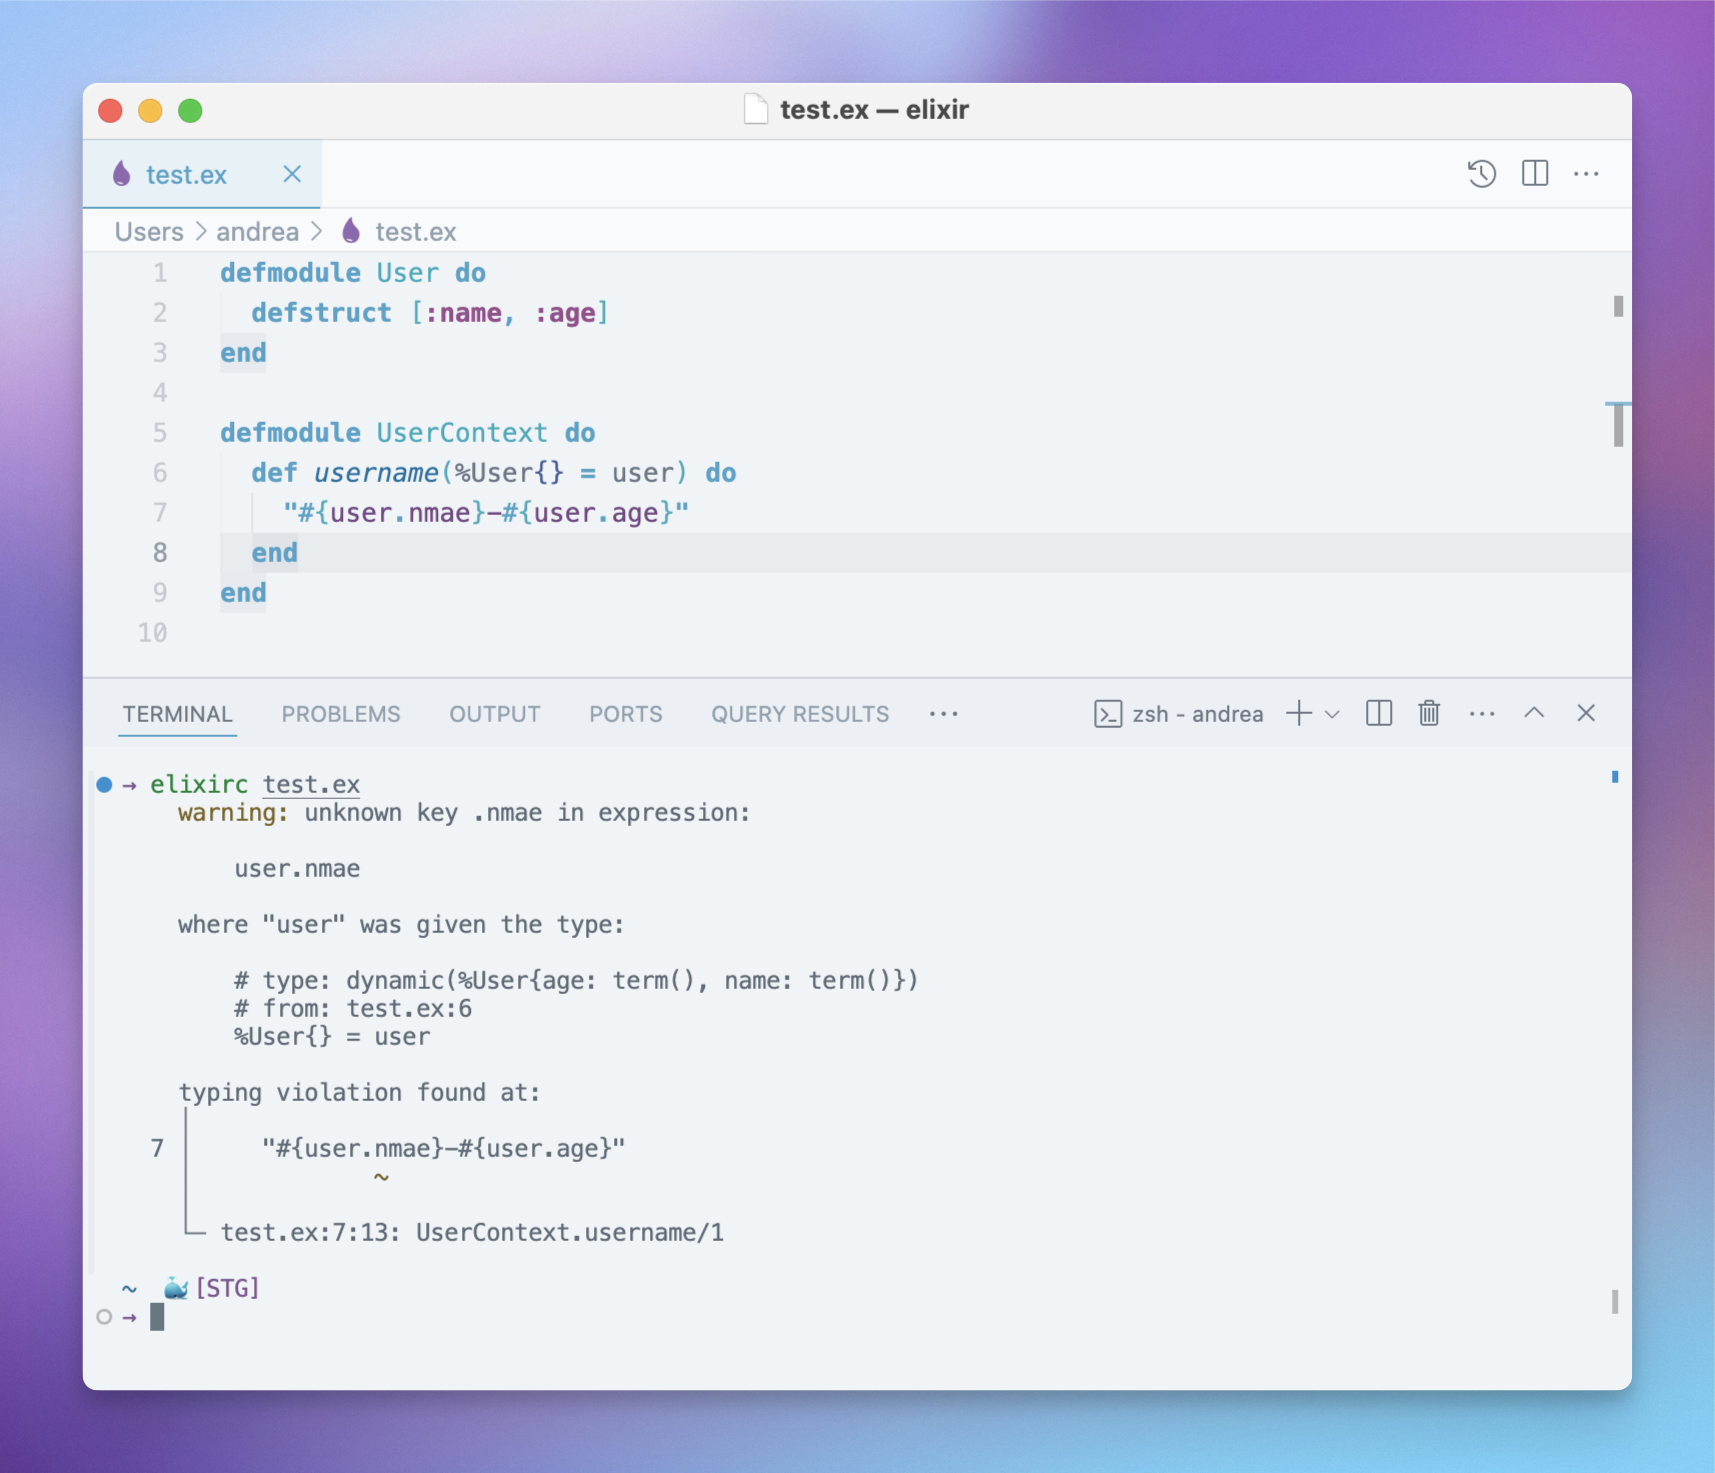 test.ex — elixir
test.ex
Users > andrea > test.ex
1 defmodule User do
2   defstruct [:name, :age]
3 end
4
5 defmodule UserContext do
6   def username(%User{} = user) do
7     "#{user.nmae}-#{user.age}"
8   end
9 end
10
TERMINAL PROBLEMS OUTPUT PORTS QUERY RESULTS ··· zsh - andrea
→ elixirc test.ex
warning: unknown key .nmae in expression:
user.nmae
where "user" was given the type:
# type: dynamic(%User{age: term(), name: term()})
# from: test.ex:6
%User{} = user
typing violation found at:
7 │ "#{user.nmae}-#{user.age}"
~
└─ test.ex:7:13: UserContext.username/1
~ 🐳 [STG]
→